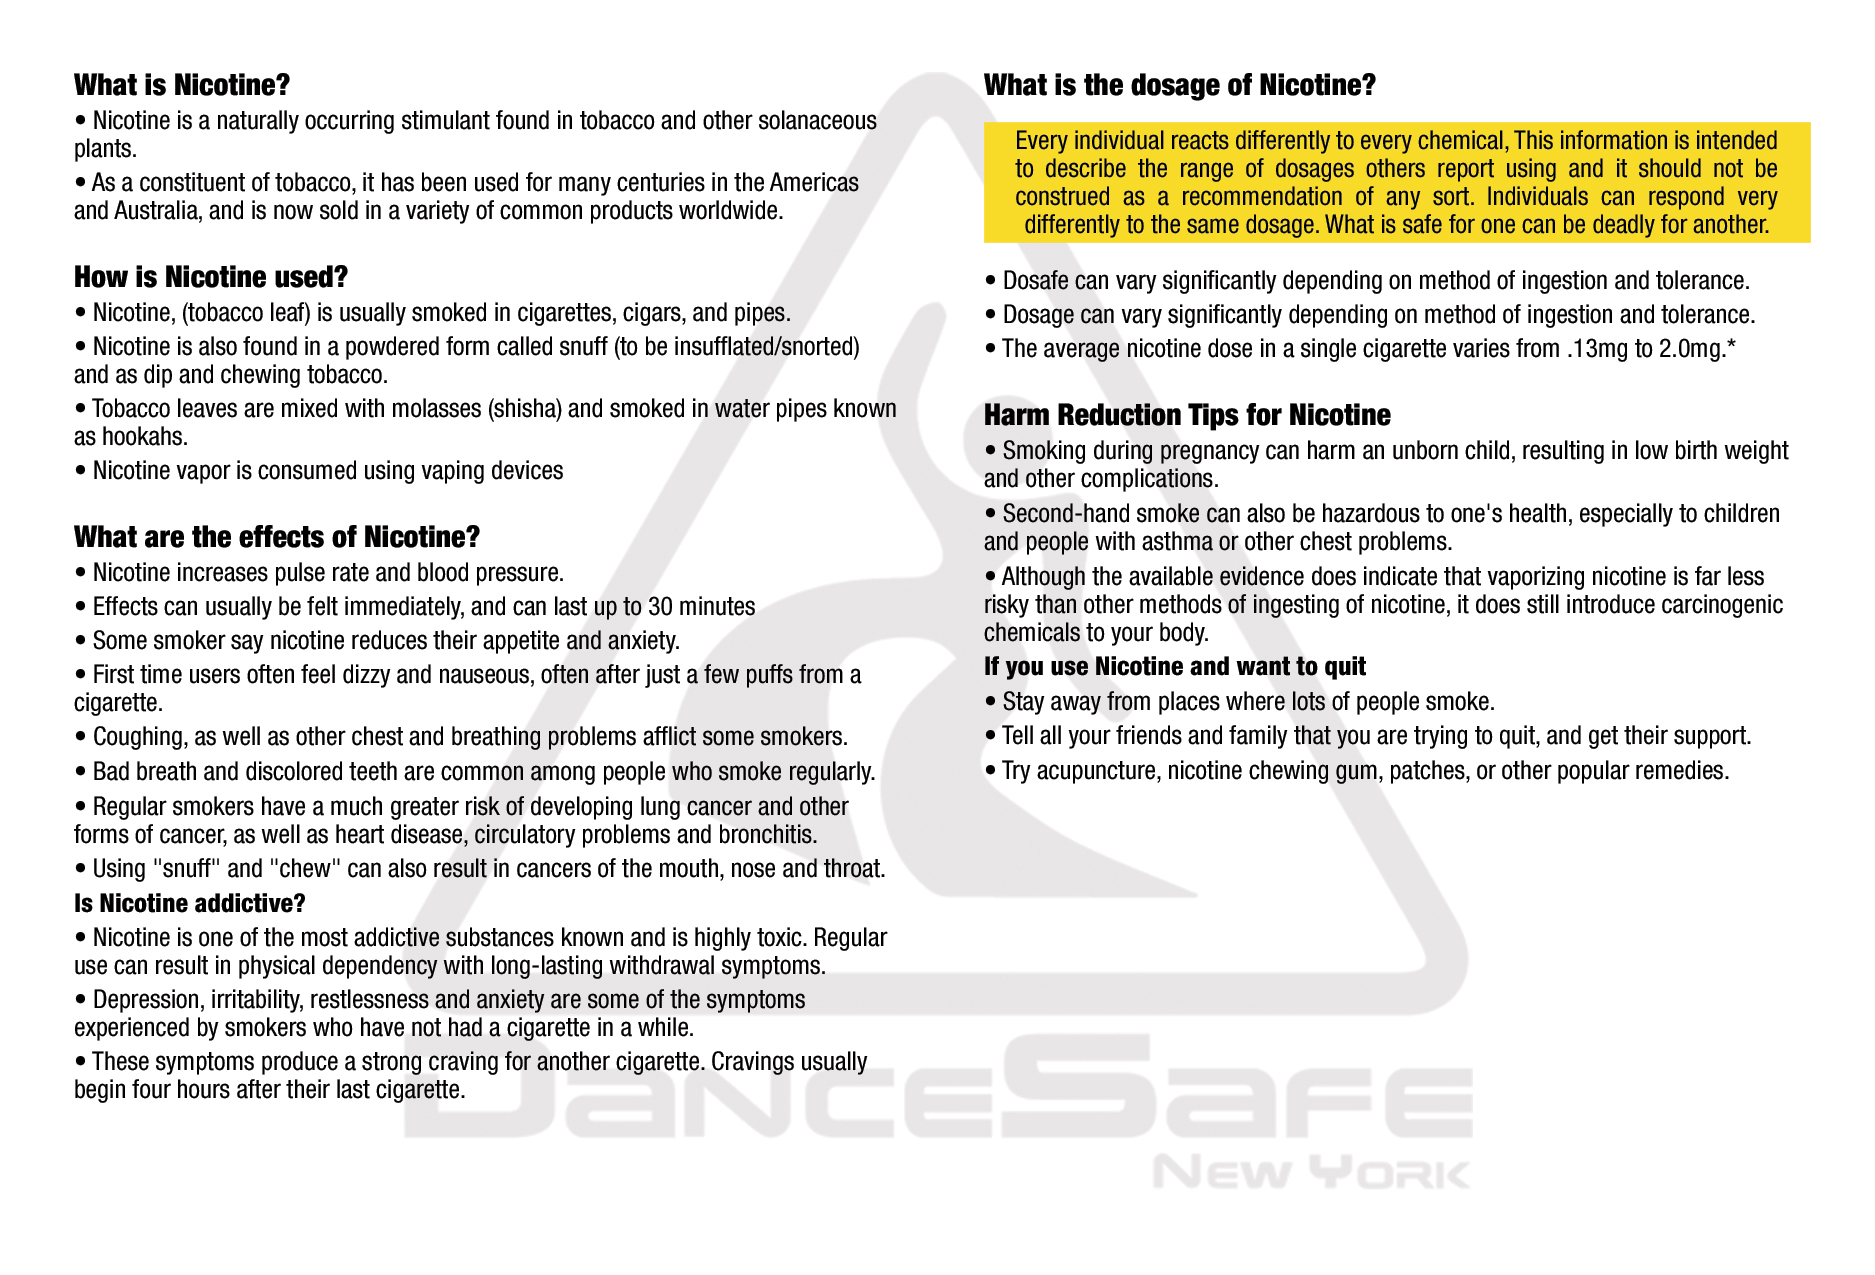 What is Nicotine?
• Nicotine is a naturally occurring stimulant found in tobacco and other solanaceous
plants.
• As a constituent of tobacco, it has been used for many centuries in the Americas
and Australia, and is now sold in a variety of common products worldwide.
How is Nicotine used?
• Nicotine, (tobacco leaf) is usually smoked in cigarettes, cigars, and pipes.
• Nicotine is also found in a powdered form called snuff (to be insufflated/snorted)
and as dip and chewing tobacco.
• Tobacco leaves are mixed with molasses (shisha) and smoked in water pipes known
as hookahs.
• Nicotine vapor is consumed using vaping devices
What are the effects of Nicotine?
• Nicotine increases pulse rate and blood pressure.
• Effects can usually be felt immediately, and can last up to 30 minutes
• Some smoker say nicotine reduces their appetite and anxiety.
• First time users often feel dizzy and nauseous, often after just a few puffs from a
cigarette.
• Coughing, as well as other chest and breathing problems afflict some smokers.
• Bad breath and discolored teeth are common among people who smoke regularly.
• Regular smokers have a much greater risk of developing lung cancer and other
forms of cancer, as well as heart disease, circulatory problems and bronchitis.
• Using "snuff" and "chew" can also result in cancers of the mouth, nose and throat.
Is Nicotine addictive?
• Nicotine is one of the most addictive substances known and is highly toxic. Regular
use can result in physical dependency with long-lasting withdrawal symptoms.
• Depression, irritability, restlessness and anxiety are some of the symptoms
experienced by smokers who have not had a cigarette in a while.
• These symptoms produce a strong craving for another cigarette. Cravings usually
begin four hours after their last cigarette.
What is the dosage of Nicotine?
Every individual reacts differently to every chemical, This information is intended
to describe the range of dosages others report using and it should not be
construed as a recommendation of any sort. Individuals can respond very
differently to the same dosage. What is safe for one can be deadly for another.
• Dosafe can vary significantly depending on method of ingestion and tolerance.
• Dosage can vary significantly depending on method of ingestion and tolerance.
• The average nicotine dose in a single cigarette varies from .13mg to 2.0mg.*
Harm Reduction Tips for Nicotine
• Smoking during pregnancy can harm an unborn child, resulting in low birth weight
and other complications.
• Second-hand smoke can also be hazardous to one's health, especially to children
and people with asthma or other chest problems.
• Although the available evidence does indicate that vaporizing nicotine is far less
risky than other methods of ingesting of nicotine, it does still introduce carcinogenic
chemicals to your body.
If you use Nicotine and want to quit
• Stay away from places where lots of people smoke.
• Tell all your friends and family that you are trying to quit, and get their support.
• Try acupuncture, nicotine chewing gum, patches, or other popular remedies.
DanceSafe
New York